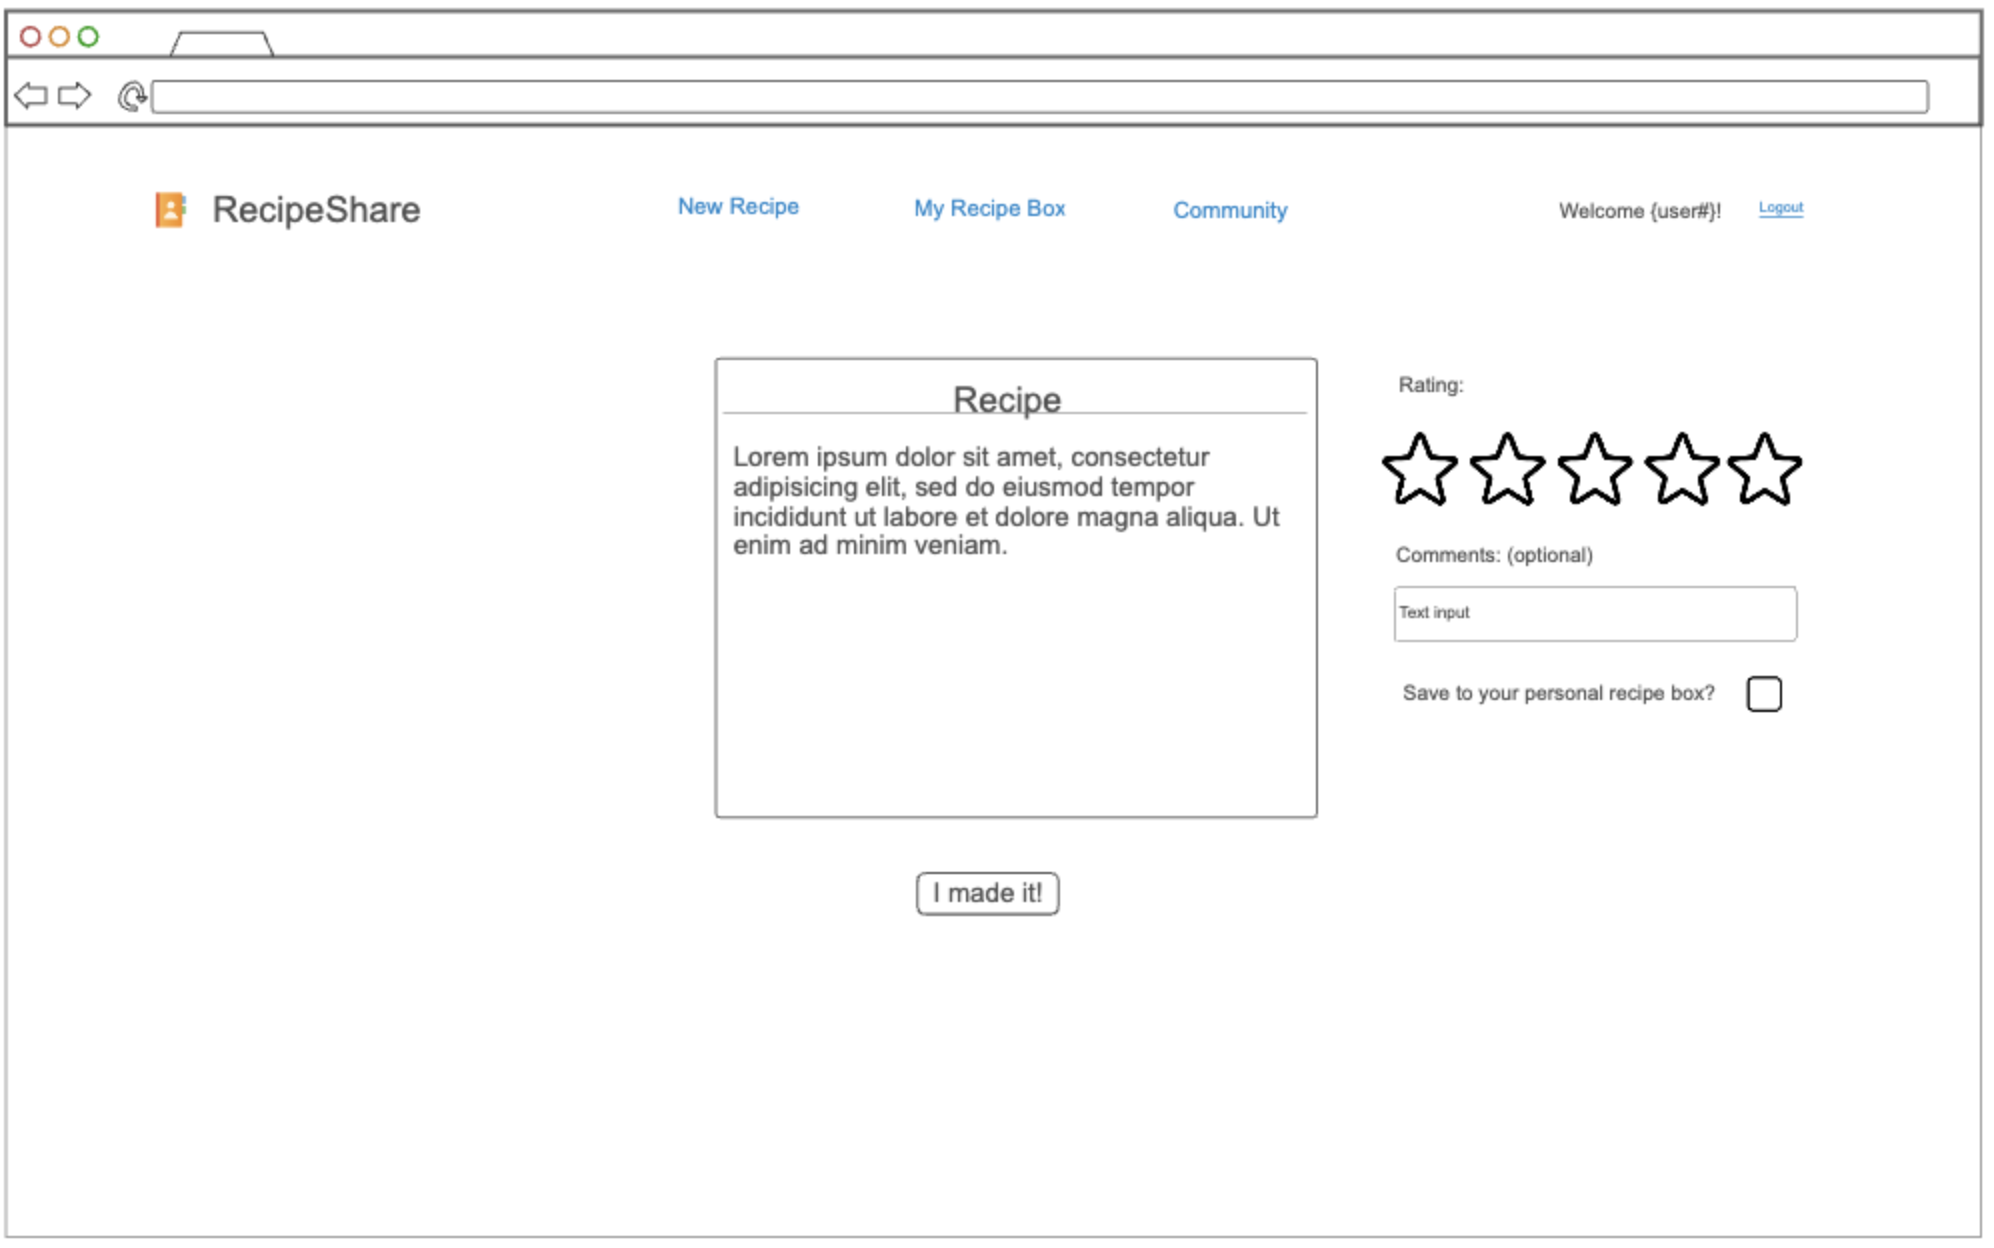 RecipeShare
New Recipe
My Recipe Box
Community
Welcome {user#}!
Logout
Recipe
Lorem ipsum dolor sit amet, consectetur
adipisicing elit, sed do eiusmod tempor
incididunt ut labore et dolore magna aliqua. Ut
enim ad minim veniam.
I made it!
Rating:
Comments: (optional)
Text input
Save to your personal recipe box?